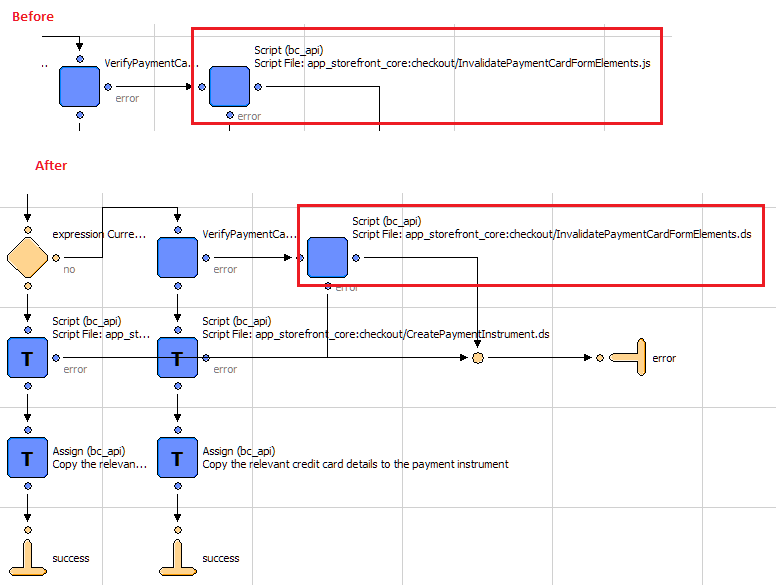 Before
Script (bc_api)
..
VerifyPaymentCa...
Script File: app_storefront_core:checkout/InvalidatePaymentCardFormElements.js
error
error
After
Script (bc_api)
expression Curre...
VerifyPaymentCa...
Script File: app_storefront_core:checkout/InvalidatePaymentCardFormElements.ds
no
error
error
Script (bc_api)
Script File: app_st...
Script (bc_api)
Script File: app_storefront_core:checkout/CreatePaymentInstrument.ds
T
T
error
error
error
Assign (bc_api)
Copy the relevan...
Assign (bc_api)
Copy the relevant credit card details to the payment instrument
T
T
success
success